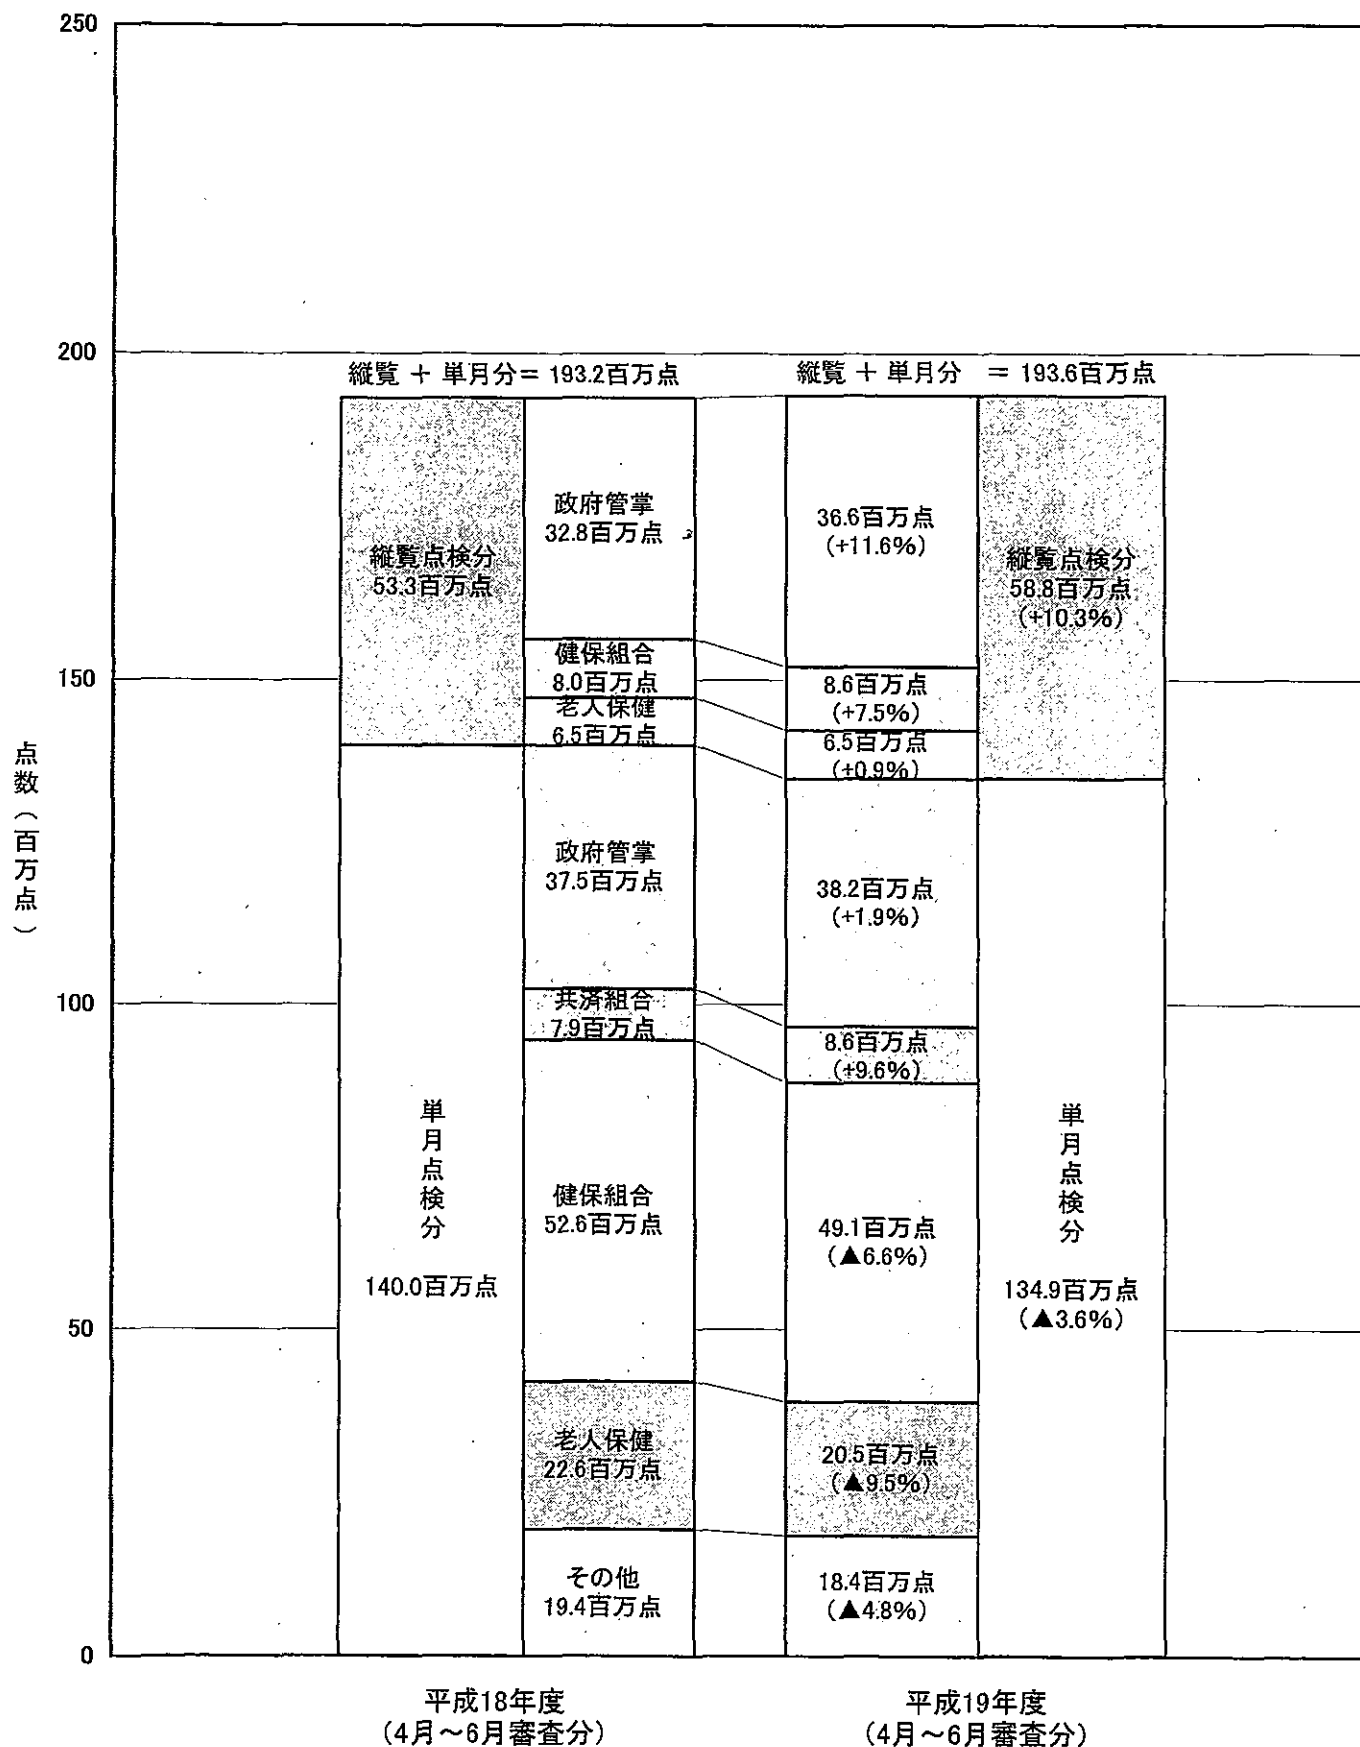 250
200
150
100
50
0
点数（百万点）
縦覧 ＋ 単月分＝ 193.2百万点
縦覧点検分
53.3百万点
単月点検分
140.0百万点
政府管掌
32.8百万点
健保組合
8.0百万点
老人保健
6.5百万点
政府管掌
37.5百万点
共済組合
7.9百万点
健保組合
52.6百万点
老人保健
22.6百万点
その他
19.4百万点
縦覧 ＋ 単月分 ＝ 193.6百万点
36.6百万点
(+11.6%)
8.6百万点
(+7.5%)
6.5百万点
(+0.9%)
38.2百万点
(+1.9%)
8.6百万点
(+9.6%)
49.1百万点
(▲6.6%)
20.5百万点
(▲9.5%)
18.4百万点
(▲4.8%)
縦覧点検分
58.8百万点
(+10.3%)
単月点検分
134.9百万点
(▲3.6%)
平成18年度
(4月～6月審査分)
平成19年度
(4月～6月審査分)